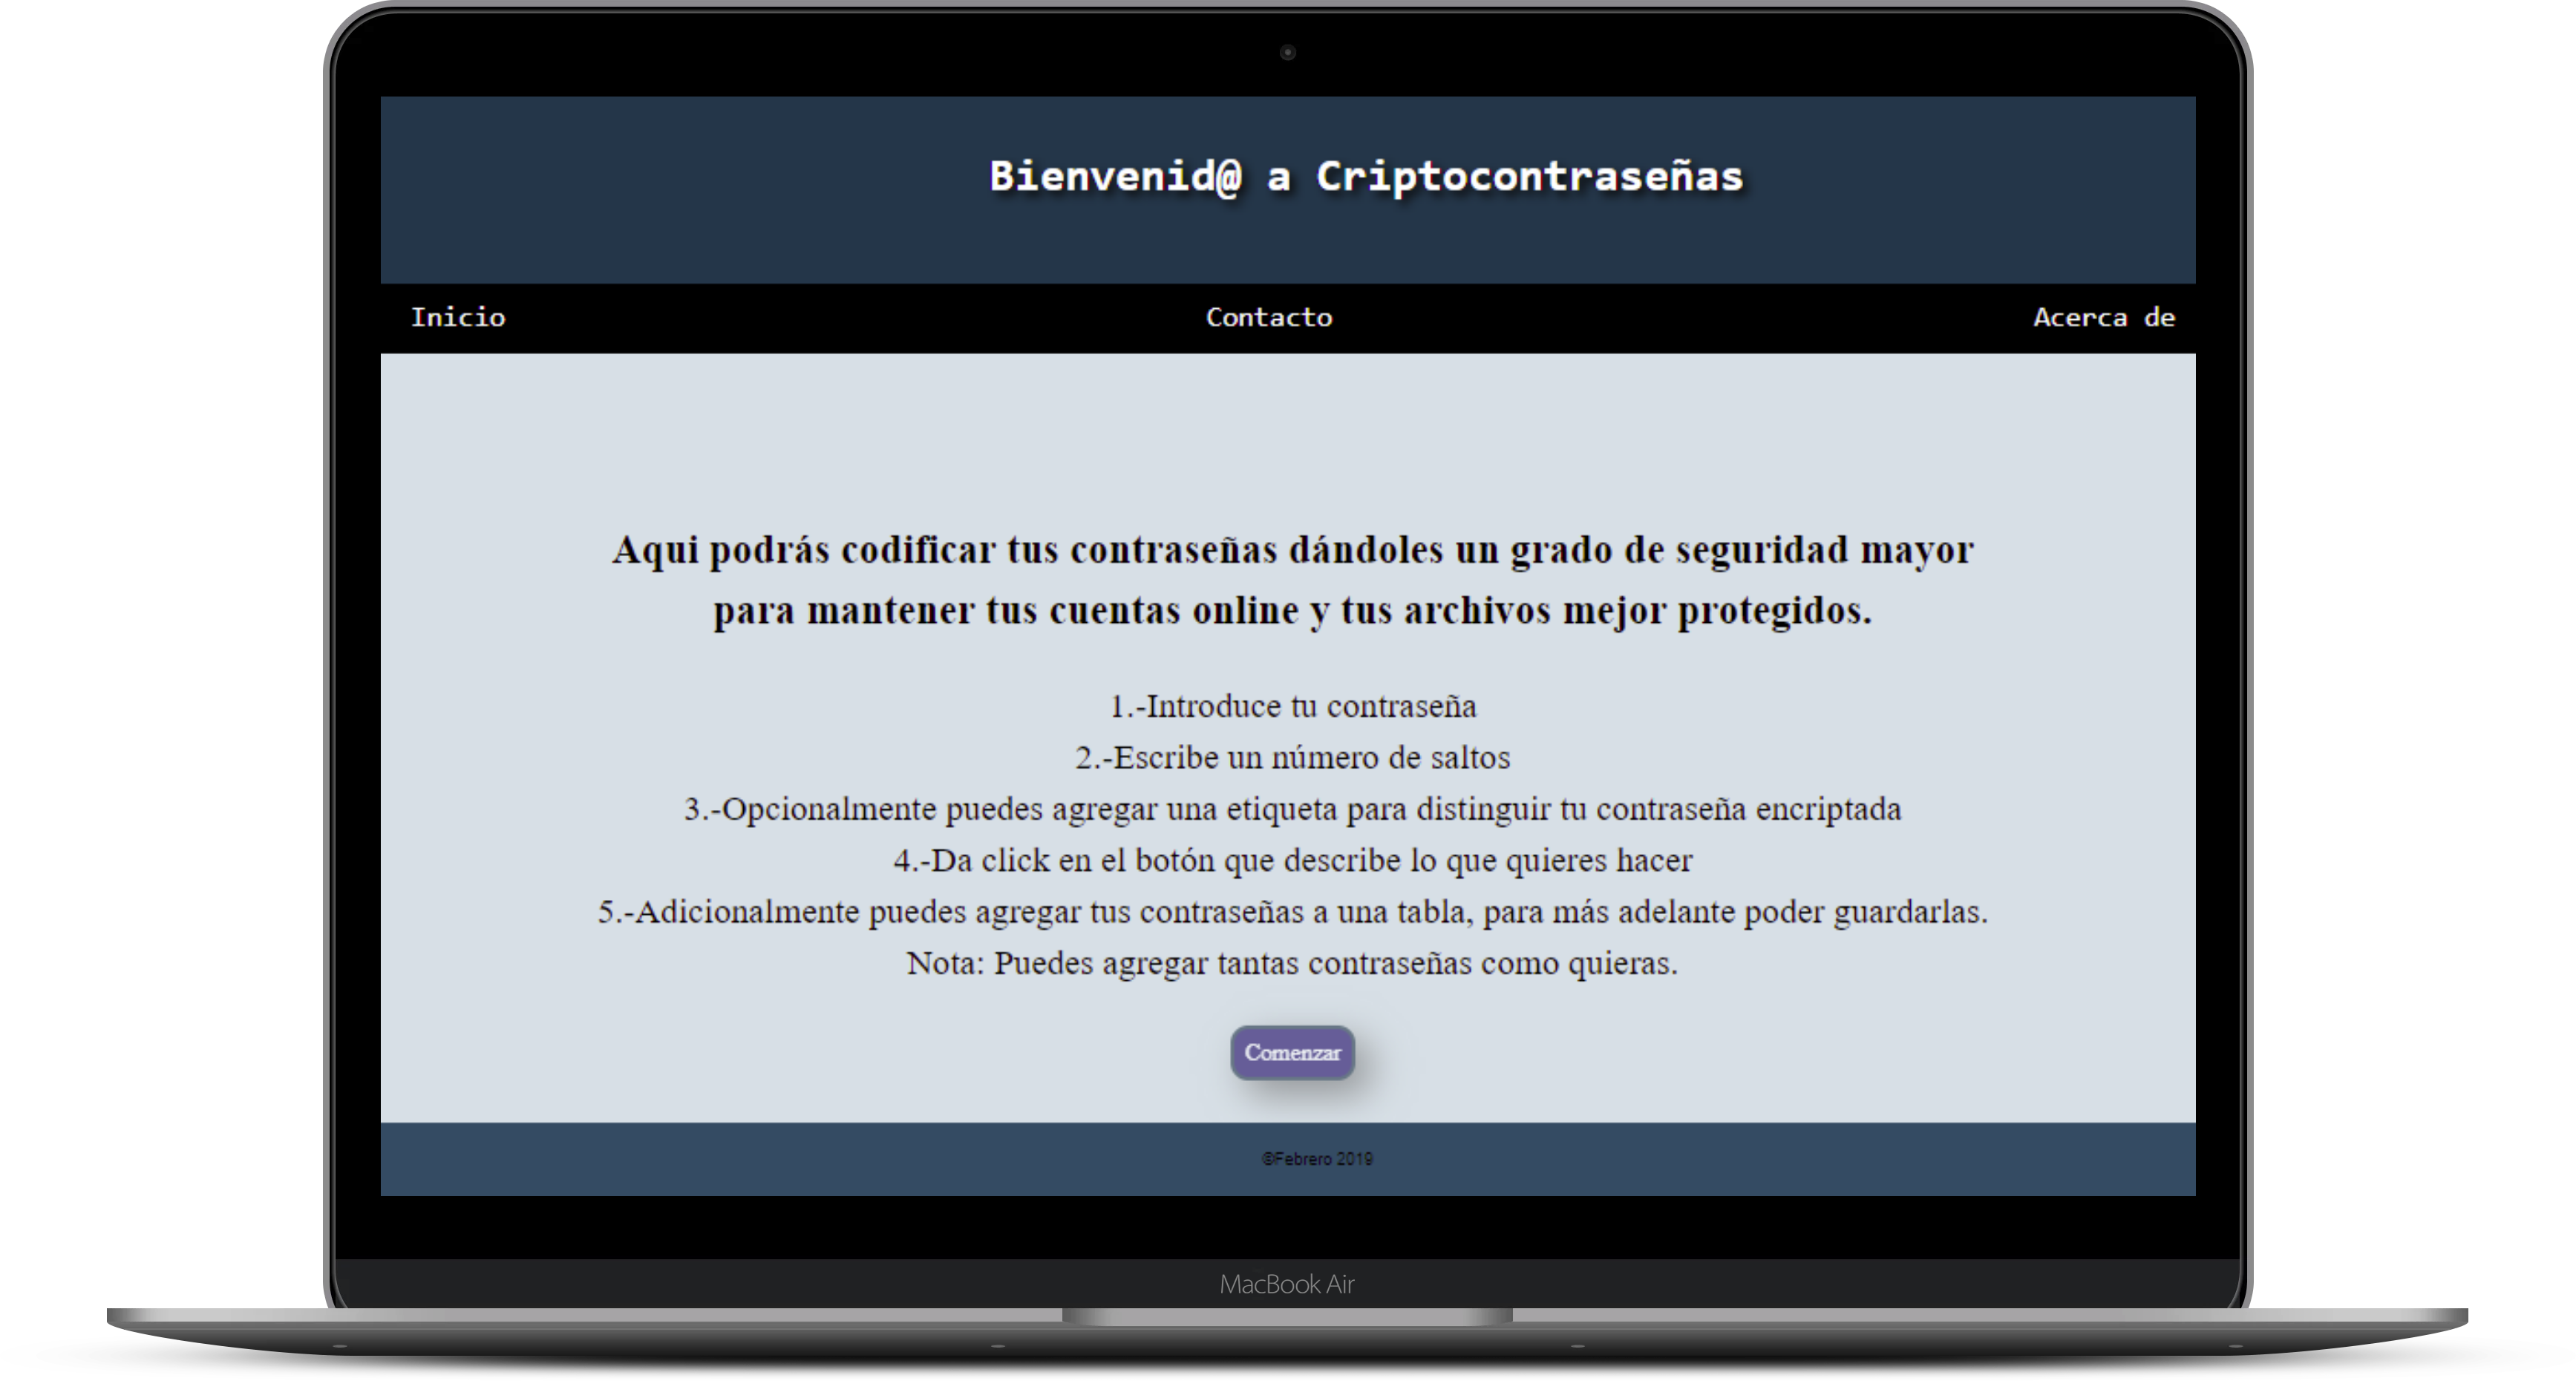 Bienvenid@ a Criptocontraseñas
Inicio
Contacto
Acerca de
Aqui podrás codificar tus contraseñas dándoles un grado de seguridad mayor
para mantener tus cuentas online y tus archivos mejor protegidos.
1.-Introduce tu contraseña
2.-Escribe un número de saltos
3.-Opcionalmente puedes agregar una etiqueta para distinguir tu contraseña encriptada
4.-Da click en el botón que describe lo que quieres hacer
5.-Adicionalmente puedes agregar tus contraseñas a una tabla, para más adelante poder guardarlas.
Nota: Puedes agregar tantas contraseñas como quieras.
Comenzar
©Febrero 2019
MacBook Air